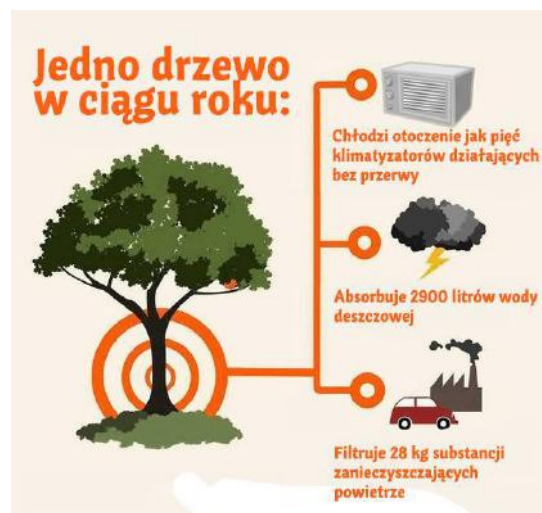 Jedno drzewo
w ciągu roku:
Chłodzi otoczenie jak pięć
klimatyzatorów działających
bez przerwy
Absorbuje 2900 litrów wody
deszczowej
Filtruje 28 kg substancji
zanieczyszczających
powietrze